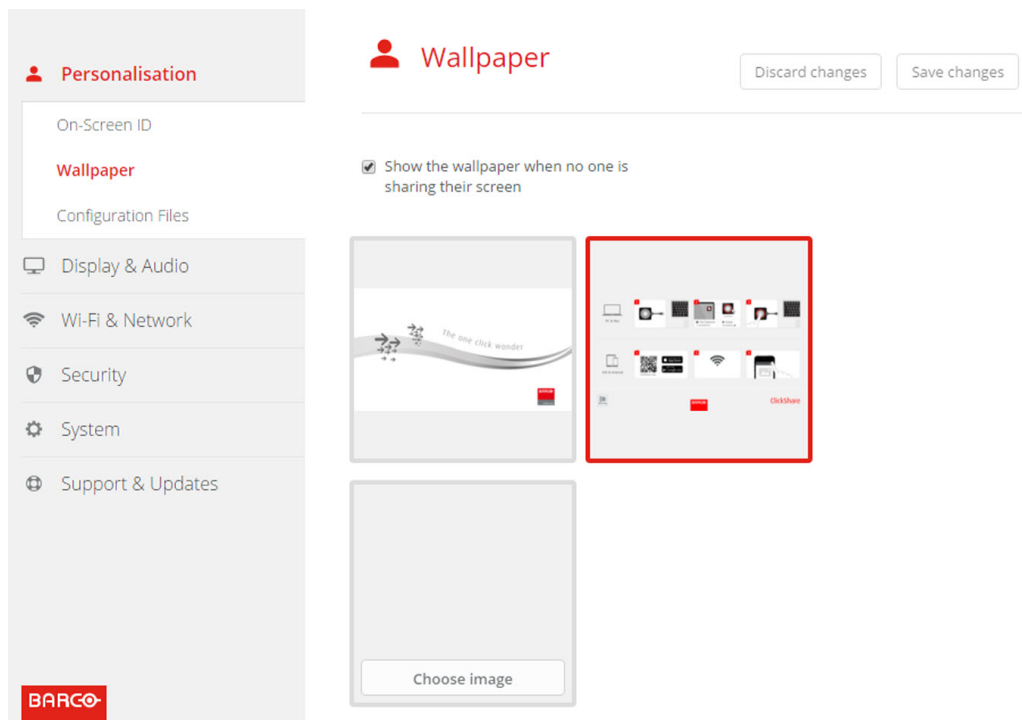 Personalisation
On-Screen ID
Wallpaper
Configuration Files
Display & Audio
Wi-Fi & Network
Security
System
Support & Updates
BARCO
Wallpaper
Discard changes
Save changes
Show the wallpaper when no one is
sharing their screen
The one click wonder
ClickShare
Choose image